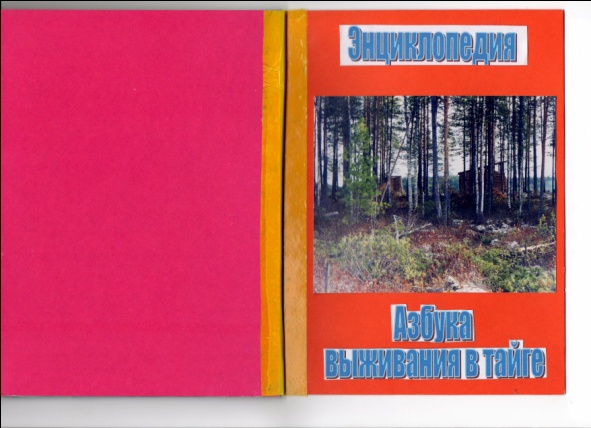 Энциклопедия
Азбука
выживания в тайге